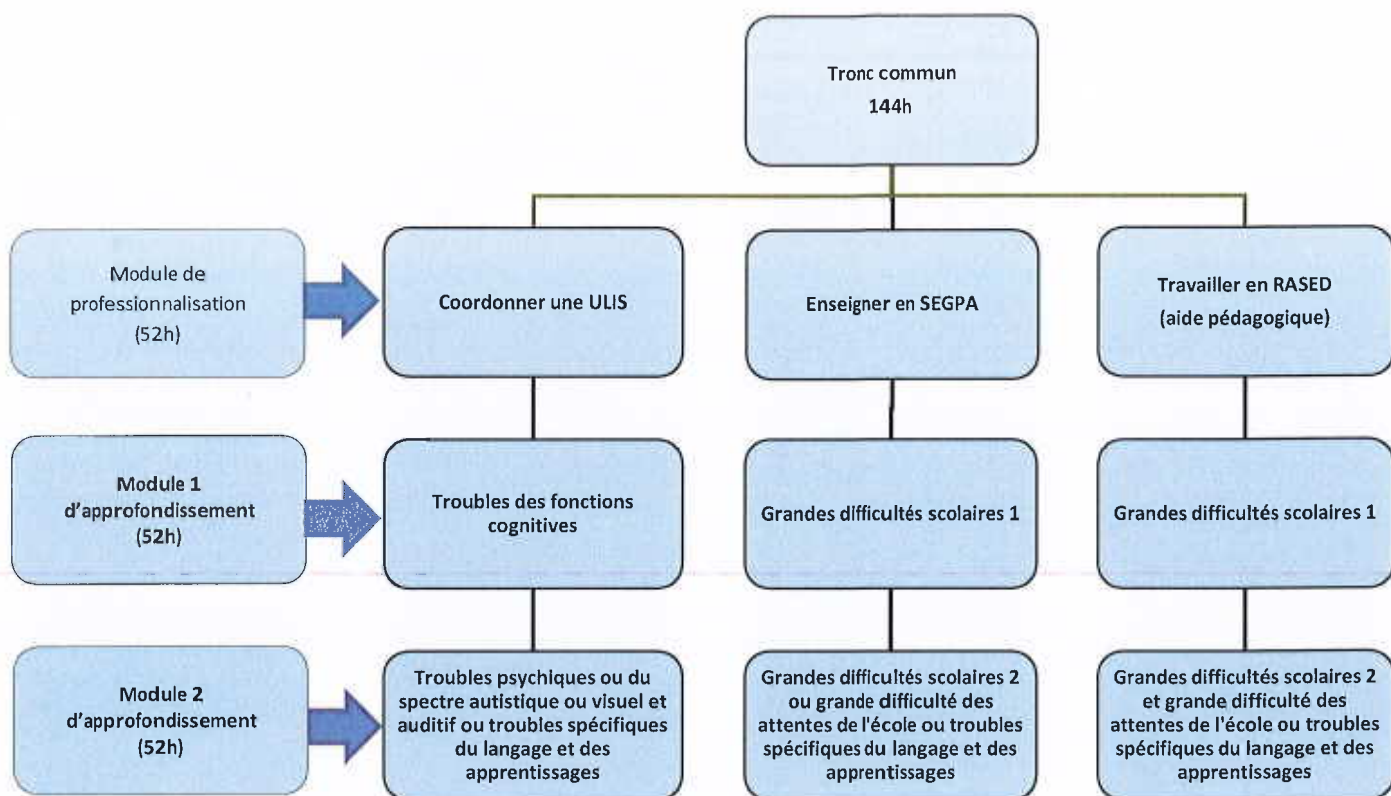 Tronc commun
144h
Module de
professionnalisation
(52h)
Coordonner une ULIS
Enseigner en SEGPA
Travailler en RASED
(aide pédagogique)
Module 1
d'approfondissement
(52h)
Troubles des fonctions
cognitives
Grandes difficultés scolaires 1
Grandes difficultés scolaires 1
Module 2
d'approfondissement
(52h)
Troubles psychiques ou du
spectre autistique ou visuel et
auditif ou troubles spécifiques
du langage et des
apprentissages
Grandes difficultés scolaires 2
ou grande difficulté des
attentes de l'école ou troubles
spécifiques du langage et des
apprentissages
Grandes difficultés scolaires 2
et grande difficulté des
attentes de l'école ou troubles
spécifiques du langage et des
apprentissages